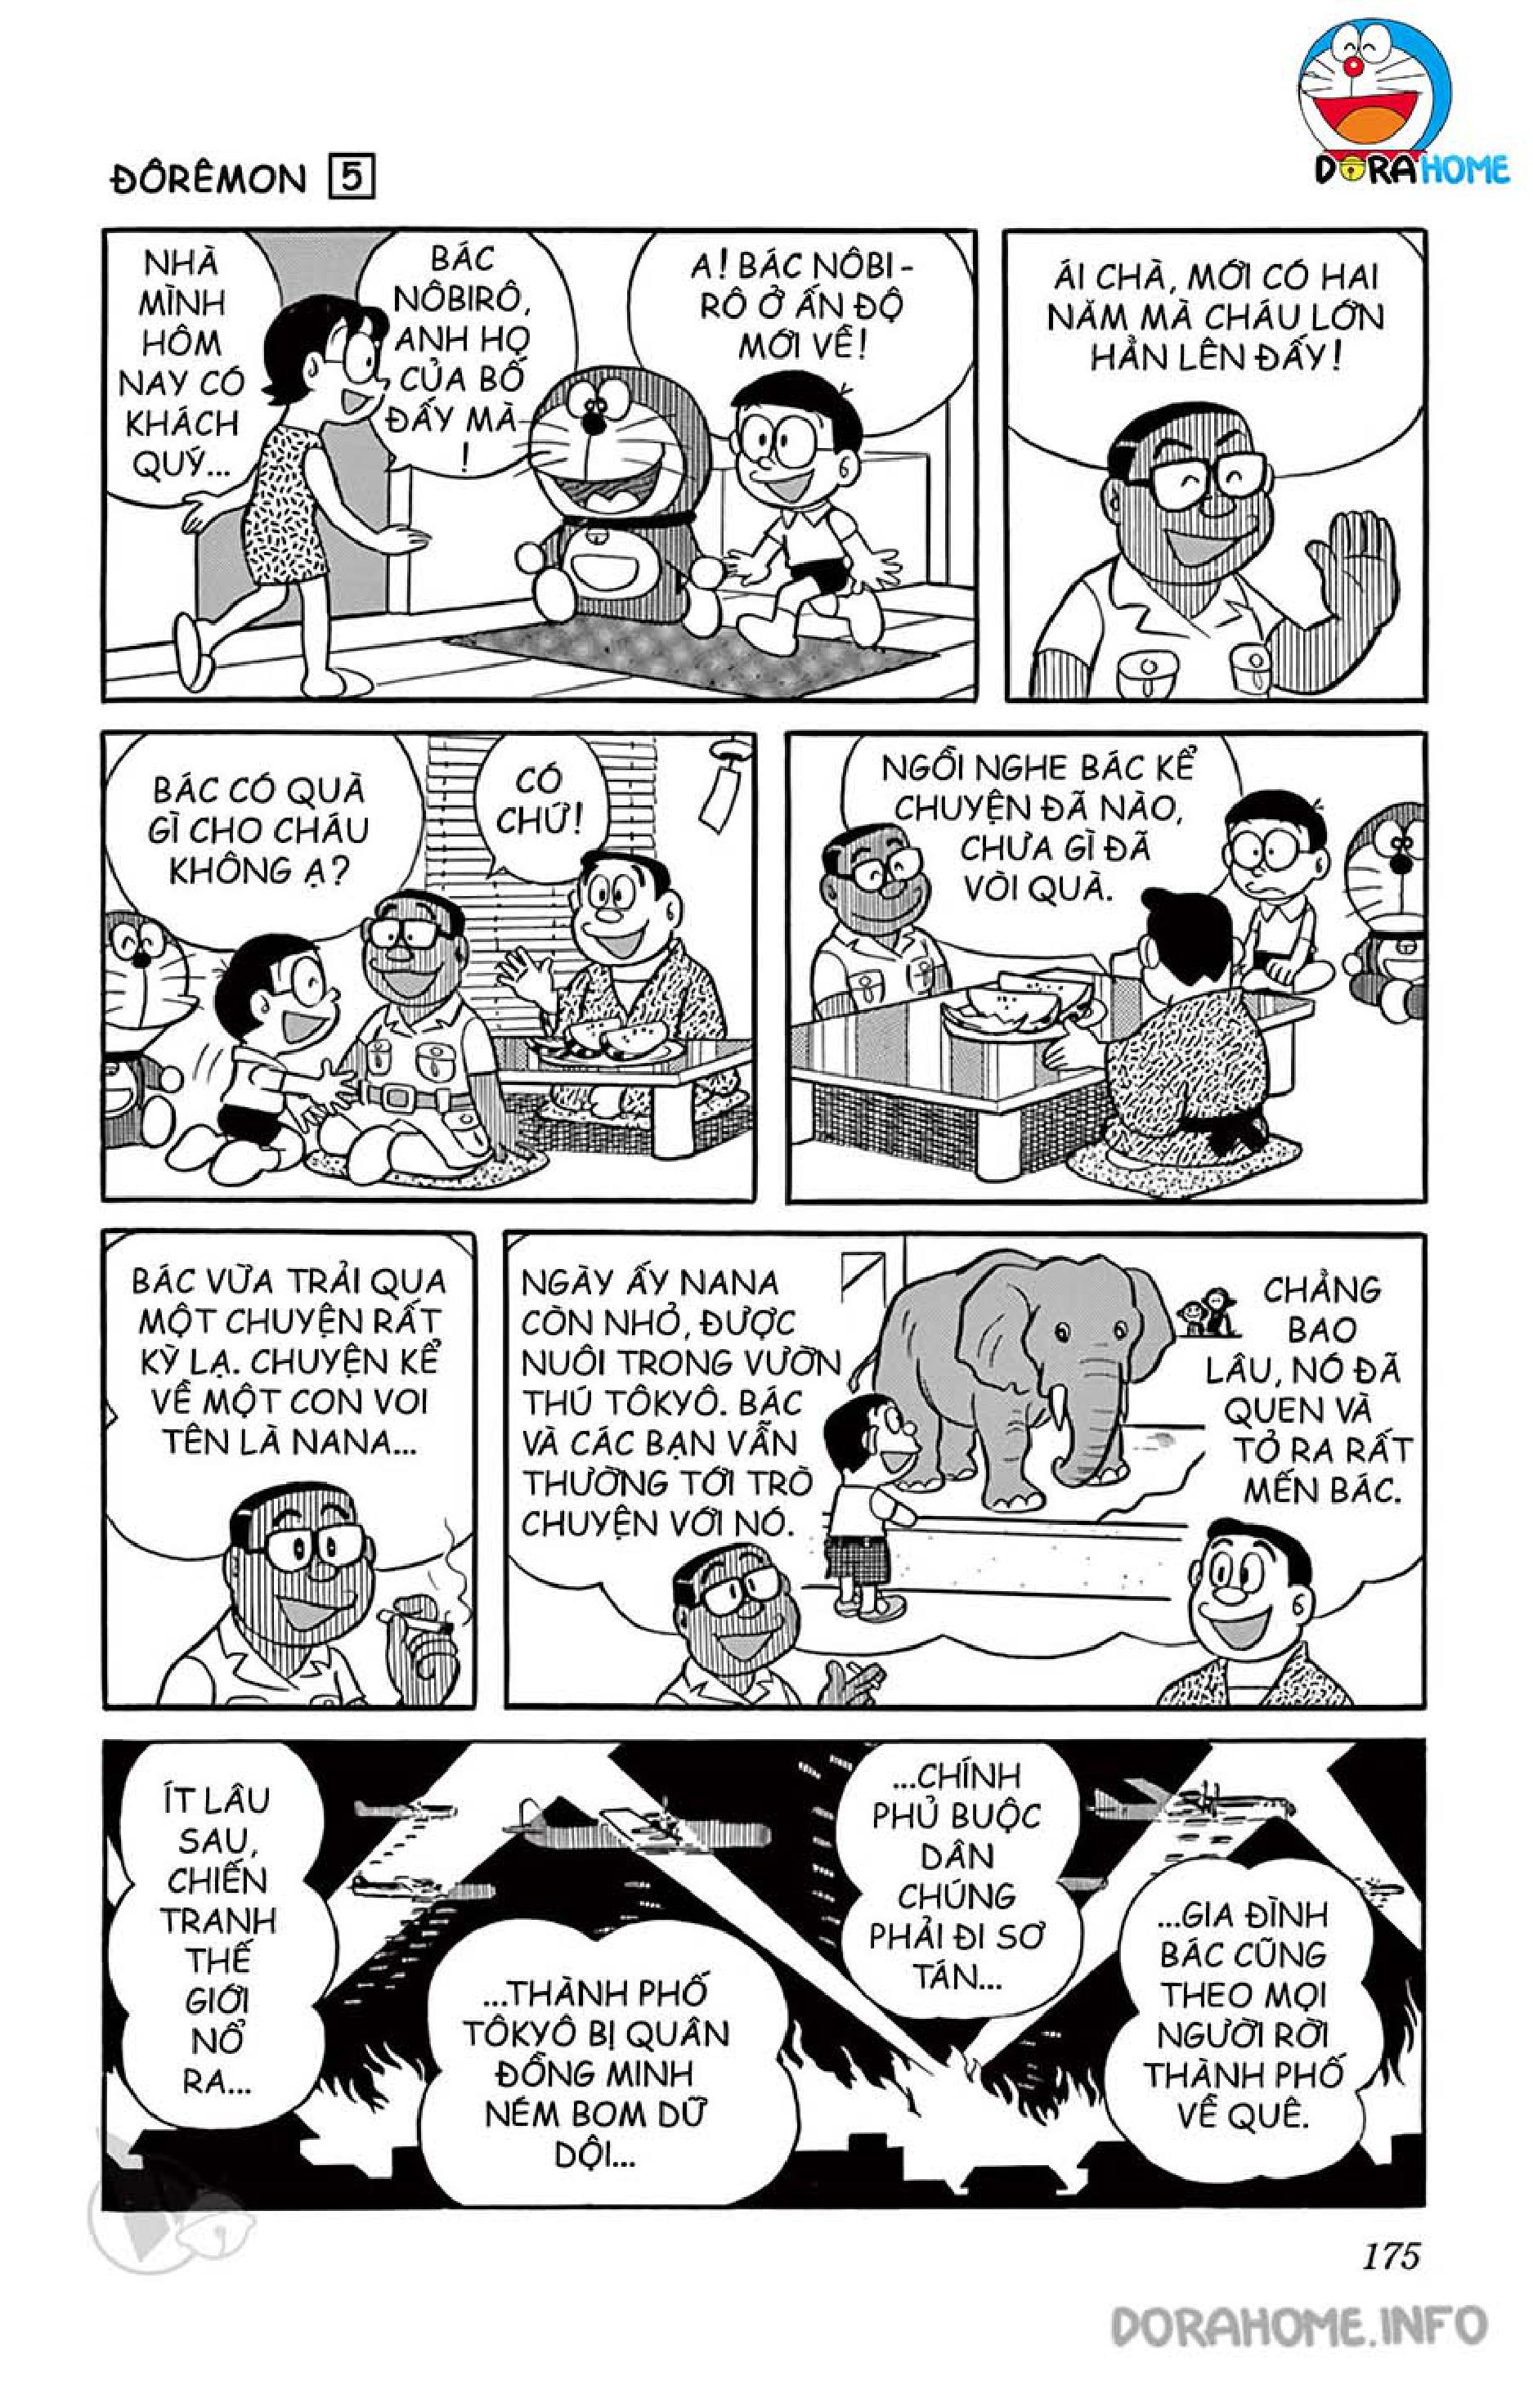 DORAHOME
ĐÔRÊMON 5
NHÀ
MÌNH
HÔM
NAY CÓ
KHÁCH
QUÝ...
BÁC
NÔBIRÔ,
ANH HỌ
CỦA BỐ
ĐẤY MÀ
!
A! BÁC NÔBI-
RÔ Ở ẤN ĐỘ
MỚI VỀ!
ÁI CHÀ, MỚI CÓ HAI
NĂM MÀ CHÁU LỚN
HẲN LÊN ĐẤY!
BÁC CÓ QUÀ
GÌ CHO CHÁU
KHÔNG Ạ?
CÓ
CHỨ!
NGỒI NGHE BÁC KỂ
CHUYỆN ĐÃ NÀO,
CHƯA GÌ ĐÃ
VÒI QUÀ.
BÁC VỪA TRẢI QUA
MỘT CHUYỆN RẤT
KỲ LẠ. CHUYỆN KỂ
VỀ MỘT CON VOI
TÊN LÀ NANA...
NGÀY ẤY NANA
CÒN NHỎ, ĐƯỢC
NUÔI TRONG VƯỜN
THÚ TÔKYÔ. BÁC
VÀ CÁC BẠN VẪN
THƯỜNG TỚI TRÒ
CHUYỆN VỚI NÓ.
CHẲNG
BAO
LÂU, NÓ ĐÃ
QUEN VÀ
TỎ RA RẤT
MẾN BÁC.
ÍT LÂU
SAU,
CHIẾN
TRANH
THẾ
GIỚI
NỔ
RA...
...THÀNH PHỐ
TÔKYÔ BỊ QUÂN
ĐỒNG MINH
NÉM BOM DỮ
DỘI...
...CHÍNH
PHỦ BUỘC
DÂN
CHÚNG
PHẢI ĐI SƠ
TÁN...
...GIA ĐÌNH
BÁC CŨNG
THEO MỌI
NGƯỜI RỜI
THÀNH PHỐ
VỀ QUÊ.
175
DORAHOME.INFO